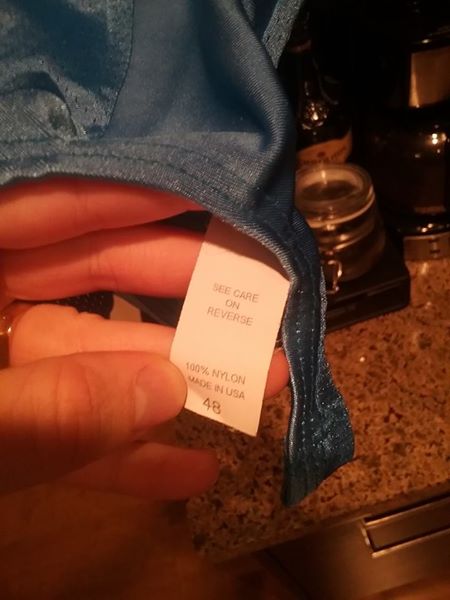 SEE CARE
ON
REVERSE
100% NYLON
MADE IN USA
48